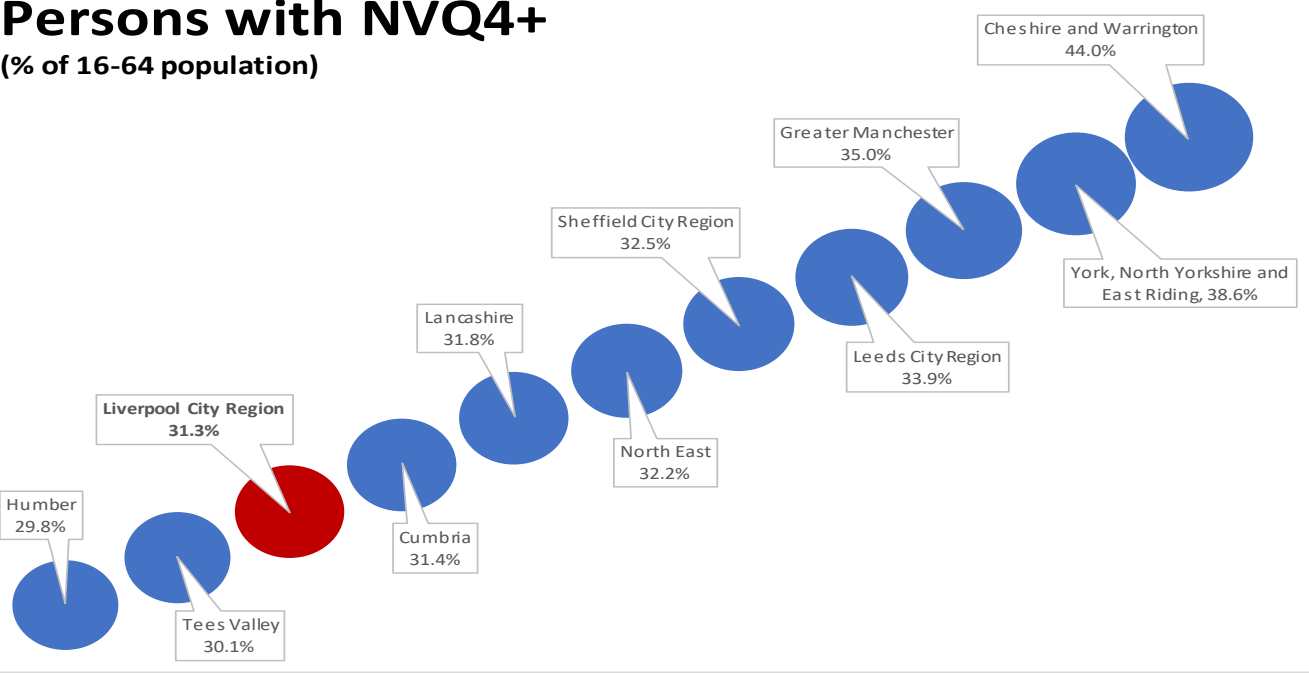 Persons with NVQ4+
(% of 16-64 population)
Cheshire and Warrington
44.0%
Greater Manchester
35.0%
Sheffield City Region
32.5%
York, North Yorkshire and
East Riding, 38.6%
Lancashire
31.8%
Leeds City Region
33.9%
Liverpool City Region
31.3%
North East
32.2%
Humber
29.8%
Cumbria
31.4%
Tees Valley
30.1%